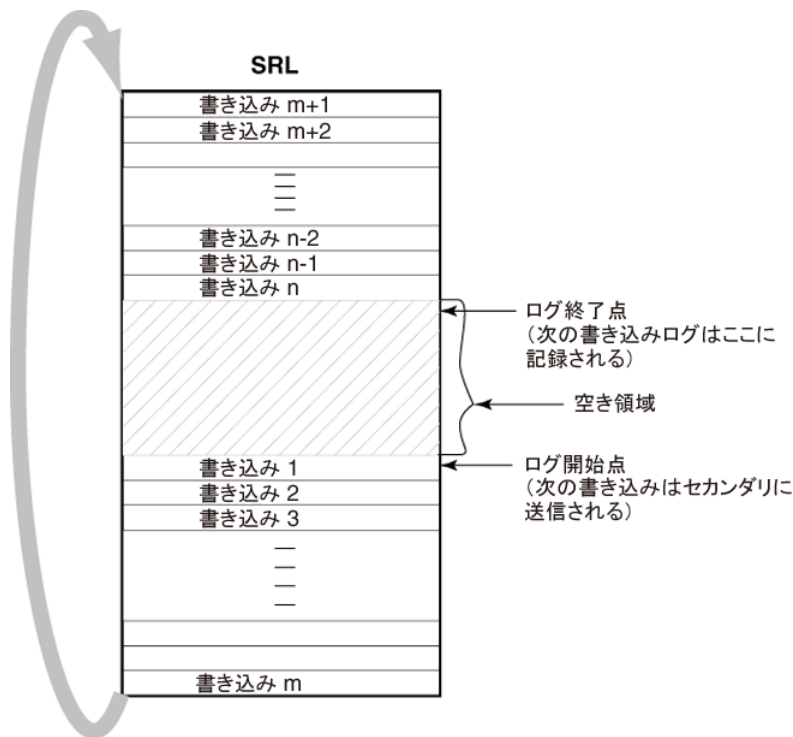 SRL
書き込み m+1
書き込み m+2
書き込み n-2
書き込み n-1
書き込み n
ログ終了点
（次の書き込みログはここに
記録される）
空き領域
書き込み 1
ログ開始点
（次の書き込みはセカンダリに
送信される）
書き込み 2
書き込み 3
書き込み m